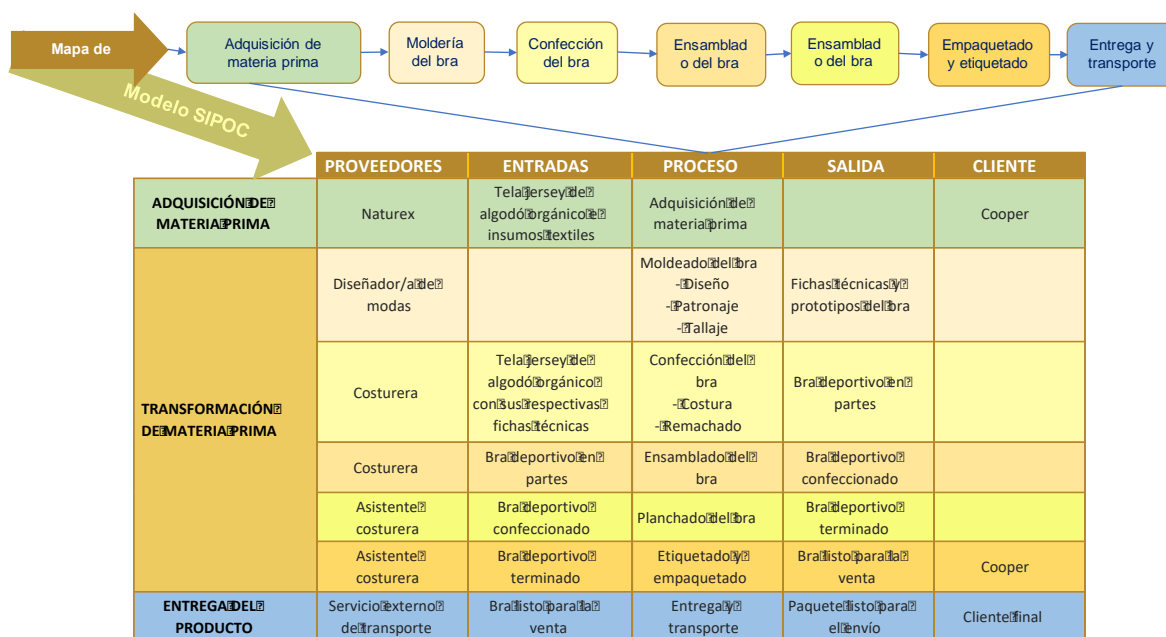 Mapa de
Adquisición de
materia prima
Moldería
del bra
Confección
del bra
Ensamblad
o del bra
Ensamblad
o del bra
Empaquetado
y etiquetado
Entrega y
transporte
Modelo SIPOC
PROVEEDORES ENTRADAS PROCESO SALIDA CLIENTE
ADQUISICIÓN DE
MATERIA PRIMA
Naturex
Tela jersey de
algodó orgánico e
insumos textiles
Adquisición de
materia prima
Cooper
TRANSFORMACIÓN
DE MATERIA PRIMA
Diseñador/a de
modas
Moldeado del bra
- Diseño
- Patronaje
- Tallaje
Fichas técnicas y
prototipos del bra
Costurera
Tela jersey de
algodó orgánico
con sus respectivas
fichas técnicas
Confección del
bra
- Costura
- Remachado
Bra deportivo en
partes
Costurera
Bra deportivo en
partes
Ensamblado del
bra
Bra deportivo
confeccionado
Asistente
costurera
Bra deportivo
confeccionado
Planchado del bra
Bra deportivo
terminado
Asistente
costurera
Bra deportivo
terminado
Etiquetado y
empaquetado
Bra listo para la
venta
Cooper
ENTREGA DEL
PRODUCTO
Servicio externo
de transporte
Bra listo para la
venta
Entrega y
transporte
Paquete listo para
el envío
Cliente final